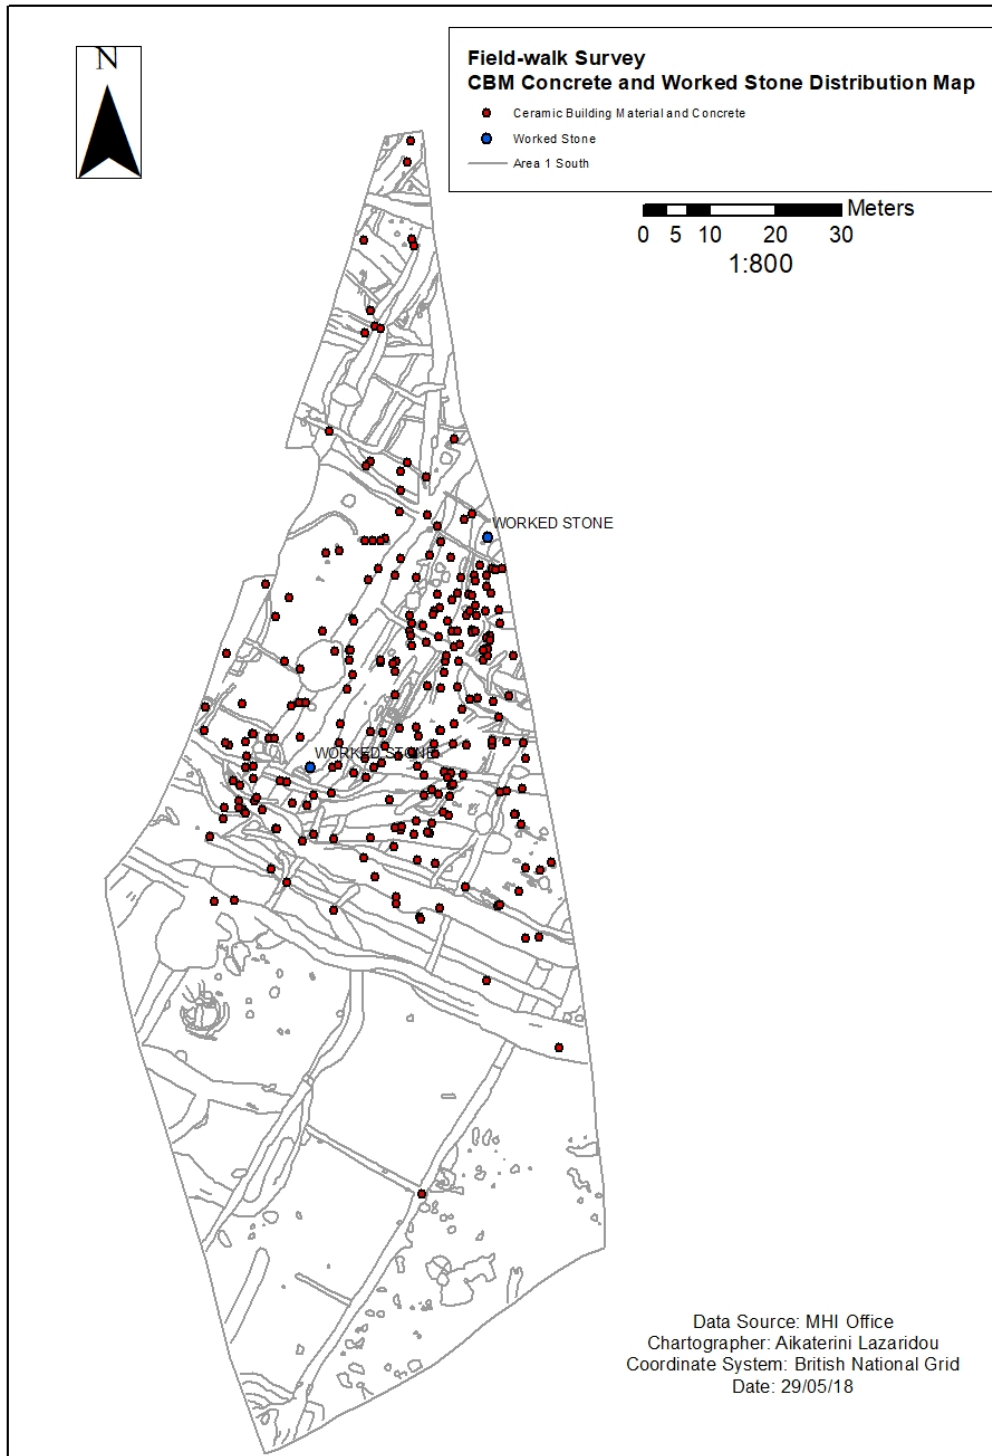 N
Field-walk Survey
CBM Concrete and Worked Stone Distribution Map
Ceramic Building Material and Concrete
Worked Stone
Area 1 South
Meters
0 5 10 20 30
1:800
WORKED STONE
WORKED STONE
Data Source: MHI Office
Chartographer: Aikaterini Lazaridou
Coordinate System: British National Grid
Date: 29/05/18